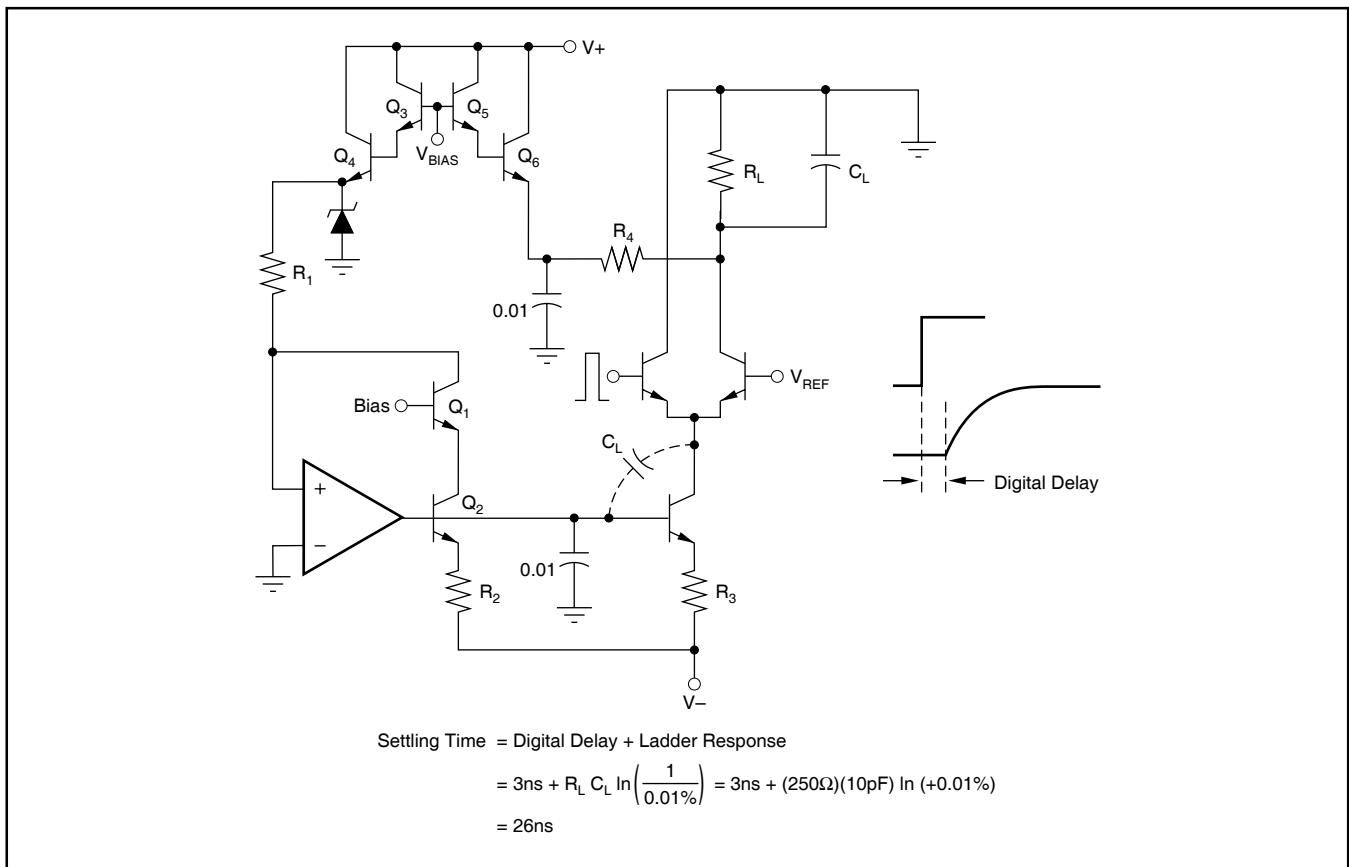 V+
Q3
Q5
Q4
VBIAS
Q6
RL
CL
R4
R1
0.01
VREF
Bias
Q1
CL
Digital Delay
+
Q2
−
0.01
R2
R3
V−
Settling Time = Digital Delay + Ladder Response
= 3ns + RL CL ln(1/0.01%) = 3ns + (250Ω)(10pF) ln (+0.01%)
= 26ns